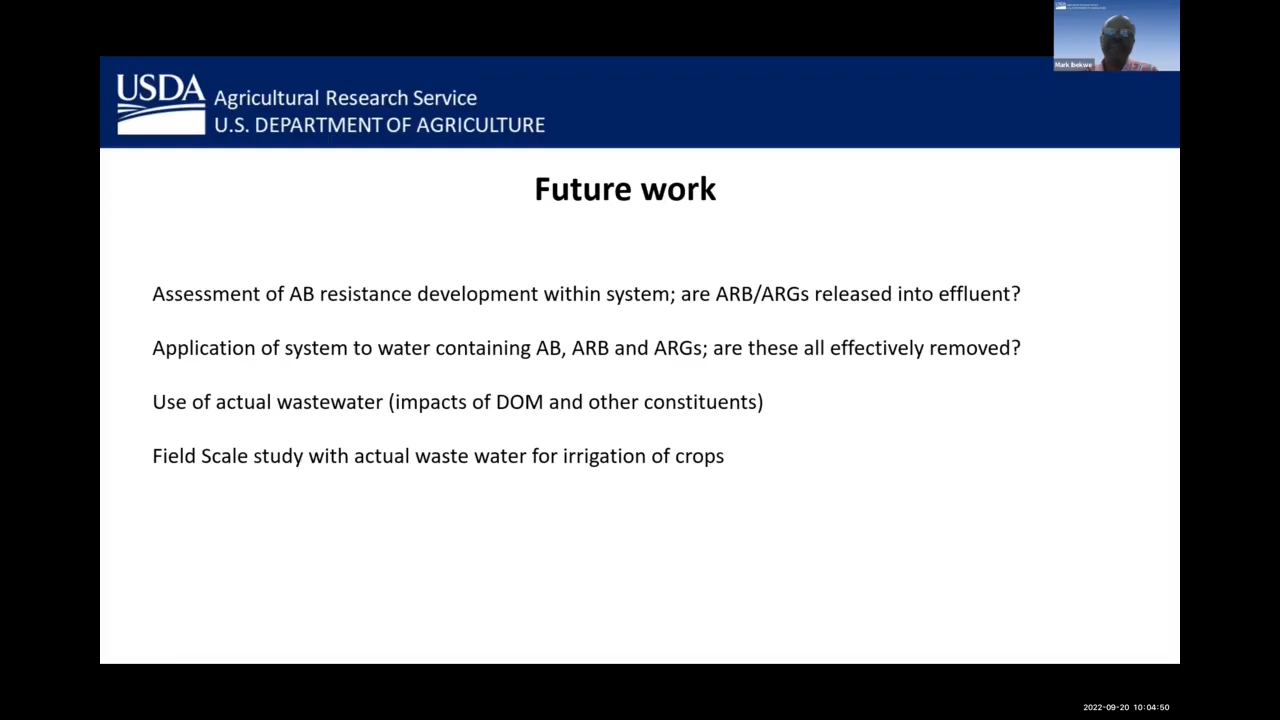 Mark Ibekwe
USDA
Agricultural Research Service
U.S. DEPARTMENT OF AGRICULTURE
Future work
Assessment of AB resistance development within system; are ARB/ARGs released into effluent?
Application of system to water containing AB, ARB and ARGs; are these all effectively removed?
Use of actual wastewater (impacts of DOM and other constituents)
Field Scale study with actual waste water for irrigation of crops
2022-09-20 10:04:50